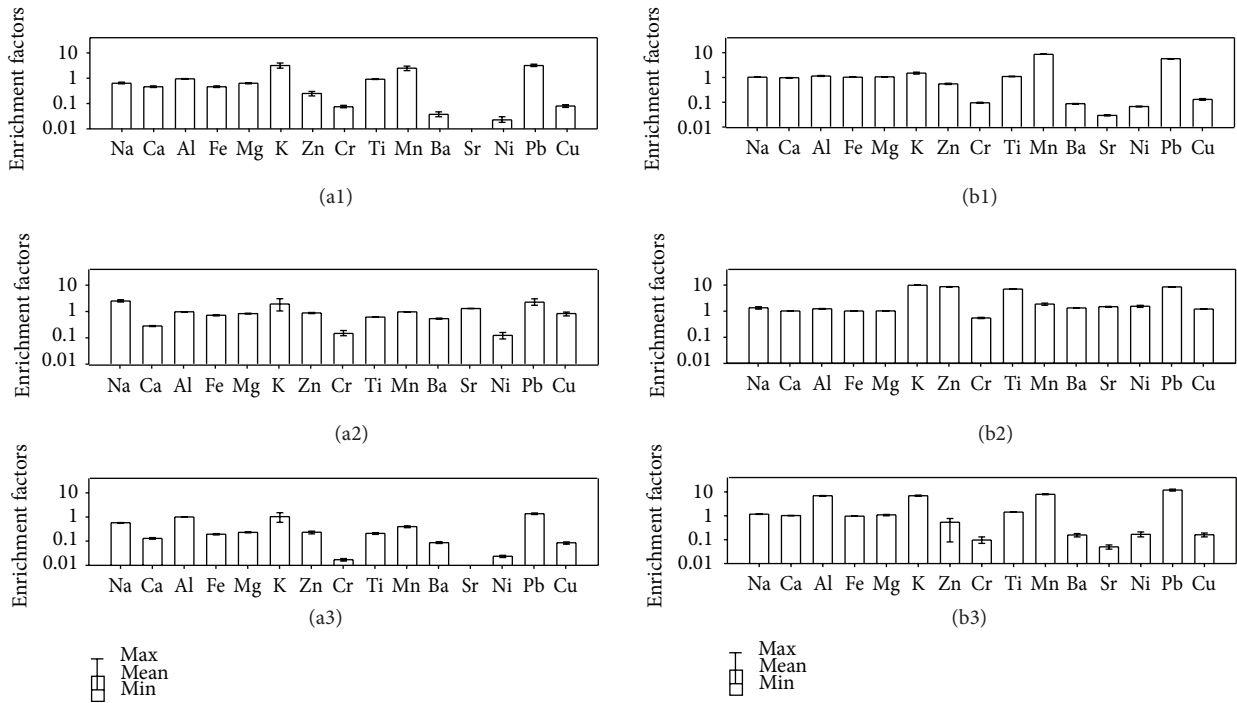 Enrichment factors
10
1
0.1
0.01
Na Ca Al Fe Mg K Zn Cr Ti Mn Ba Sr Ni Pb Cu
(a1)
Enrichment factors
10
1
0.1
0.01
Na Ca Al Fe Mg K Zn Cr Ti Mn Ba Sr Ni Pb Cu
(b1)
Enrichment factors
10
1
0.1
0.01
Na Ca Al Fe Mg K Zn Cr Ti Mn Ba Sr Ni Pb Cu
(a2)
Enrichment factors
10
1
0.1
0.01
Na Ca Al Fe Mg K Zn Cr Ti Mn Ba Sr Ni Pb Cu
(b2)
Enrichment factors
10
1
0.1
0.01
Na Ca Al Fe Mg K Zn Cr Ti Mn Ba Sr Ni Pb Cu
(a3)
Enrichment factors
10
1
0.1
0.01
Na Ca Al Fe Mg K Zn Cr Ti Mn Ba Sr Ni Pb Cu
(b3)
Max
Mean
Min
Max
Mean
Min